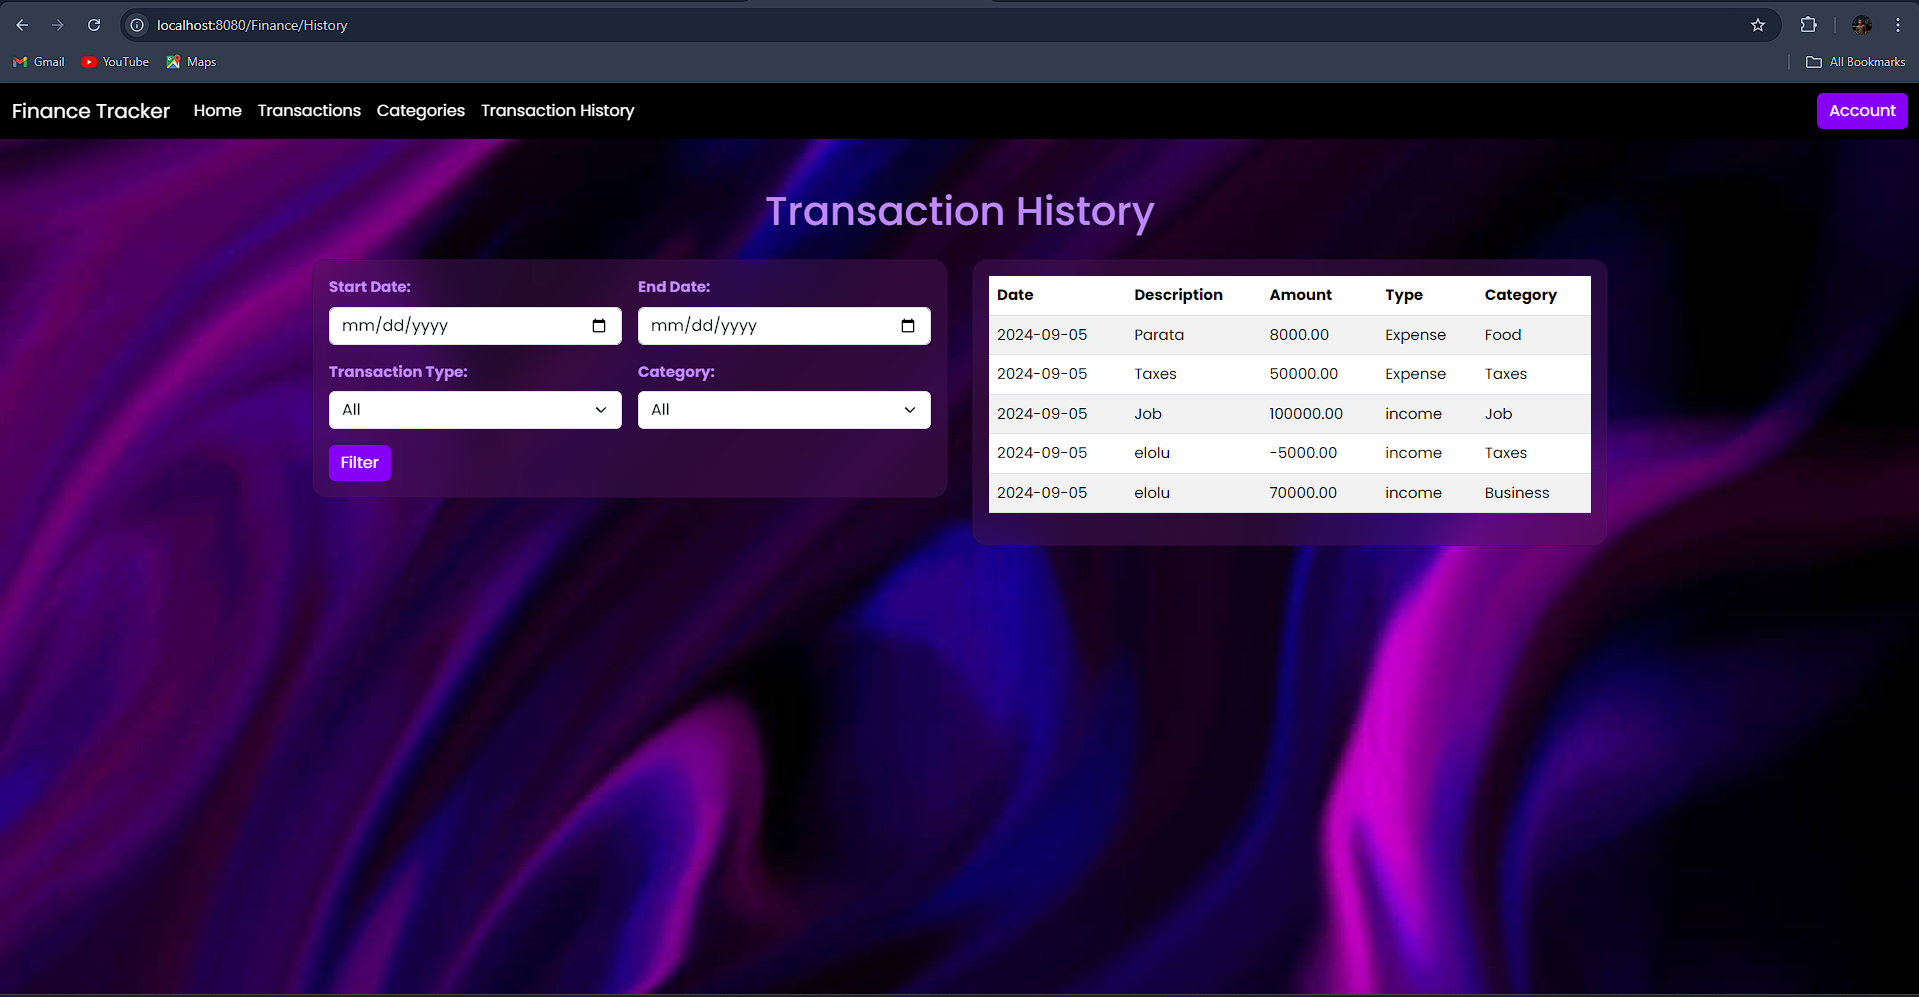 localhost:8080/Finance/History
Gmail YouTube Maps All Bookmarks
Finance Tracker Home Transactions Categories Transaction History Account
Transaction History
Start Date: End Date:
mm/dd/yyyy mm/dd/yyyy
Transaction Type: Category:
All All
Filter
Date Description Amount Type Category
2024-09-05 Parata 8000.00 Expense Food
2024-09-05 Taxes 50000.00 Expense Taxes
2024-09-05 Job 100000.00 income Job
2024-09-05 elolu -5000.00 income Taxes
2024-09-05 elolu 70000.00 income Business